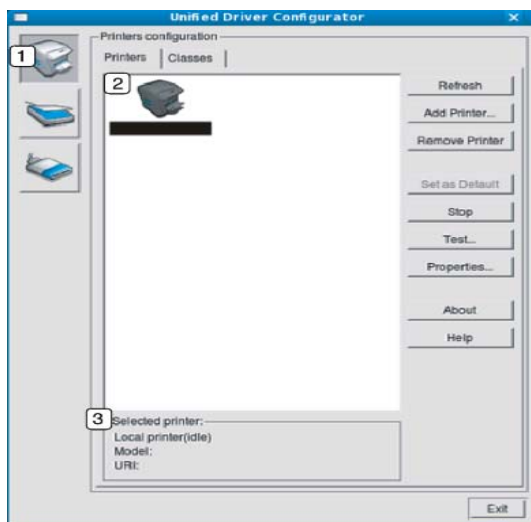 Unified Driver Configurator
1
Printers configuration
Printers
Classes
2
Refresh
Add Printer...
Remove Printer
Set as Default
Stop
Test...
Properties...
About
Help
3
Selected printer:
Local printer(idle)
Model:
URI:
Exit